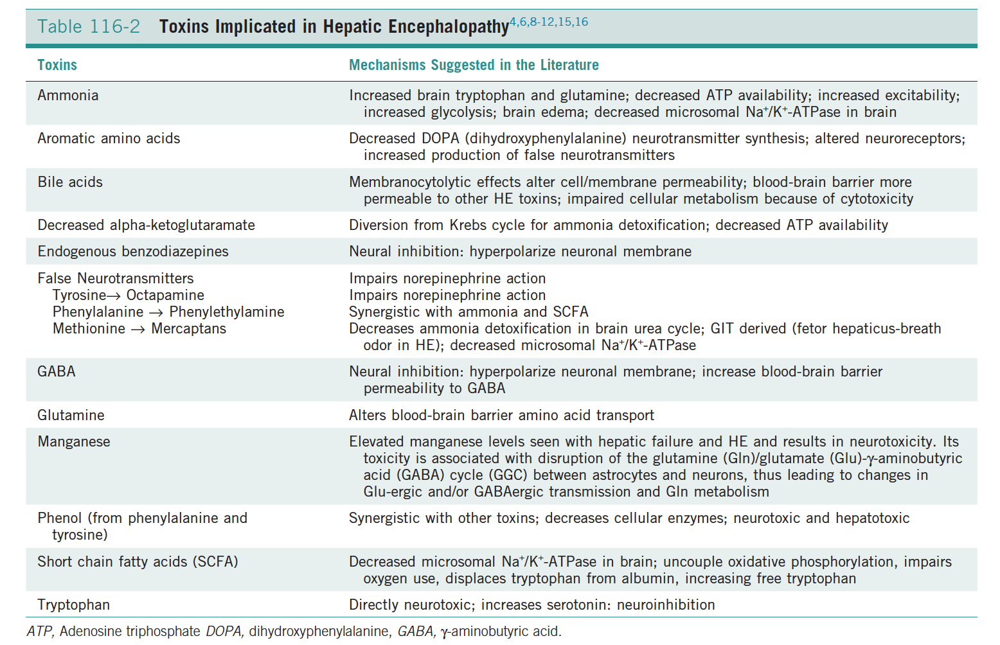 Table 116-2 Toxins Implicated in Hepatic Encephalopathy4,6,8-12,15,16
Toxins Mechanisms Suggested in the Literature
Ammonia Increased brain tryptophan and glutamine; decreased ATP availability; increased excitability;
increased glycolysis; brain edema; decreased microsomal Na+/K+-ATPase in brain
Aromatic amino acids Decreased DOPA (dihydroxyphenylalanine) neurotransmitter synthesis; altered neuroreceptors;
increased production of false neurotransmitters
Bile acids Membranocytolytic effects alter cell/membrane permeability; blood-brain barrier more
permeable to other HE toxins; impaired cellular metabolism because of cytotoxicity
Decreased alpha-ketoglutaramate Diversion from Krebs cycle for ammonia detoxification; decreased ATP availability
Endogenous benzodiazepines Neural inhibition: hyperpolarize neuronal membrane
False Neurotransmitters Impairs norepinephrine action
Tyrosine→ Octapamine Impairs norepinephrine action
Phenylalanine → Phenylethylamine Synergistic with ammonia and SCFA
Methionine → Mercaptans Decreases ammonia detoxification in brain urea cycle; GIT derived (fetor hepaticus-breath
odor in HE); decreased microsomal Na+/K+-ATPase
GABA Neural inhibition: hyperpolarize neuronal membrane; increase blood-brain barrier
permeability to GABA
Glutamine Alters blood-brain barrier amino acid transport
Manganese Elevated manganese levels seen with hepatic failure and HE and results in neurotoxicity. Its
toxicity is associated with disruption of the glutamine (Gln)/glutamate (Glu)-γ-aminobutyric
acid (GABA) cycle (GGC) between astrocytes and neurons, thus leading to changes in
Glu-ergic and/or GABAergic transmission and Gln metabolism
Phenol (from phenylalanine and Synergistic with other toxins; decreases cellular enzymes; neurotoxic and hepatotoxic
tyrosine)
Short chain fatty acids (SCFA) Decreased microsomal Na+/K+-ATPase in brain; uncouple oxidative phosphorylation, impairs
oxygen use, displaces tryptophan from albumin, increasing free tryptophan
Tryptophan Directly neurotoxic; increases serotonin: neuroinhibition
ATP, Adenosine triphosphate DOPA, dihydroxyphenylalanine, GABA, γ-aminobutyric acid.